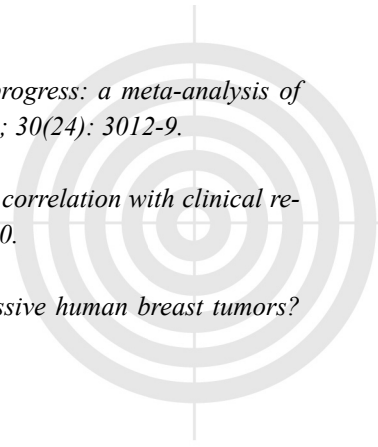 progress: a meta-analysis of
; 30(24): 3012-9.
correlation with clinical re-
0.
ssive human breast tumors?